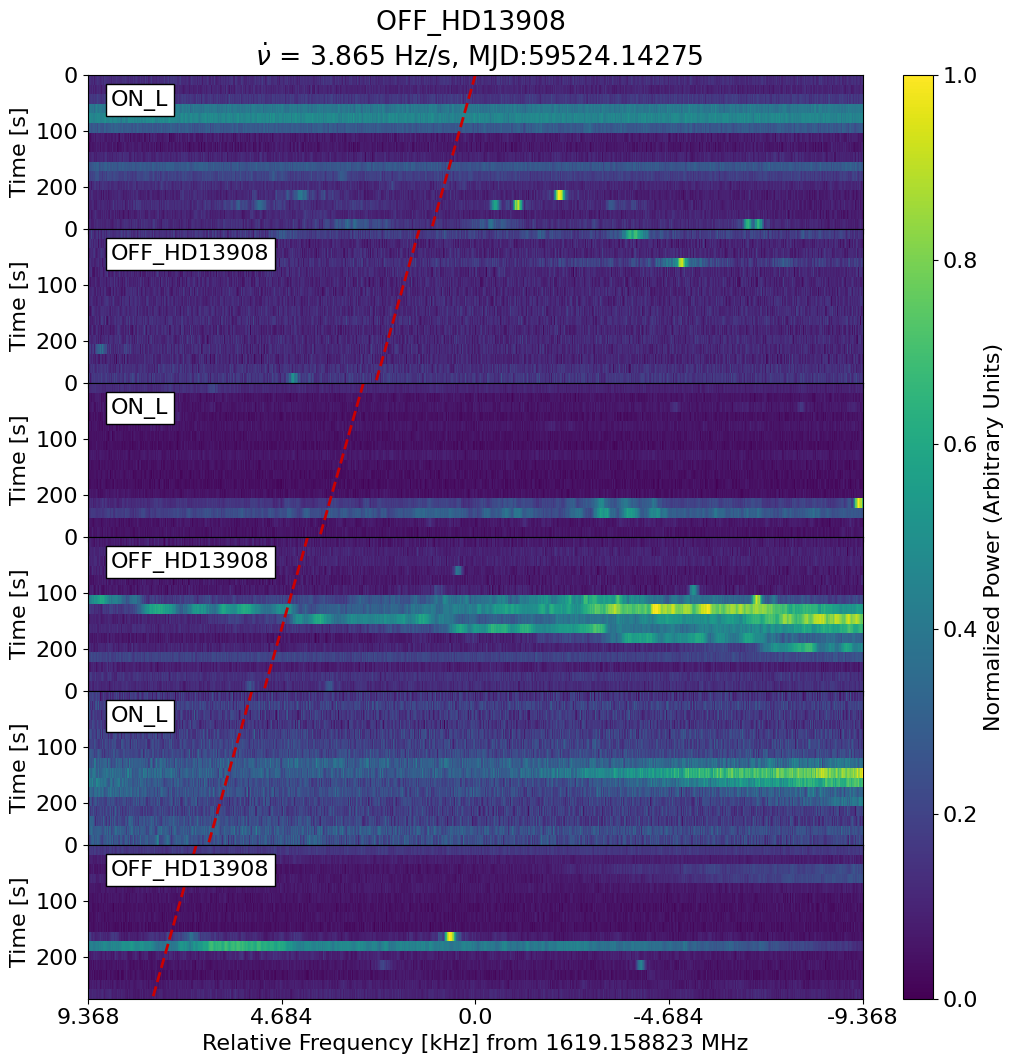 OFF_HD13908
ν̇ = 3.865 Hz/s, MJD:59524.14275
ON_L
OFF_HD13908
ON_L
OFF_HD13908
ON_L
OFF_HD13908
Time [s]
0
100
200
Time [s]
0
100
200
Time [s]
0
100
200
Time [s]
0
100
200
Time [s]
0
100
200
Time [s]
0
100
200
9.368 4.684 0.0 -4.684 -9.368
Relative Frequency [kHz] from 1619.158823 MHz
1.0
0.8
0.6
0.4
0.2
0.0
Normalized Power (Arbitrary Units)